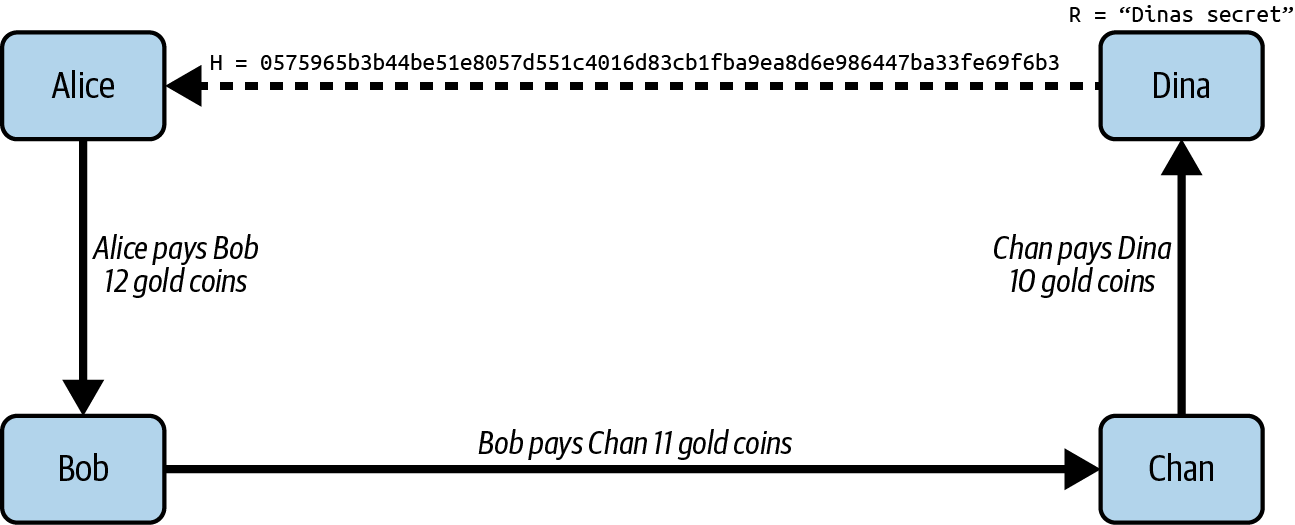 R = “Dinas secret”
H = 0575965b3b44be51e8057d551c4016d83cb1fba9ea8d6e986447ba33fe69f6b3
Alice
Dina
Alice pays Bob
12 gold coins
Chan pays Dina
10 gold coins
Bob pays Chan 11 gold coins
Bob
Chan